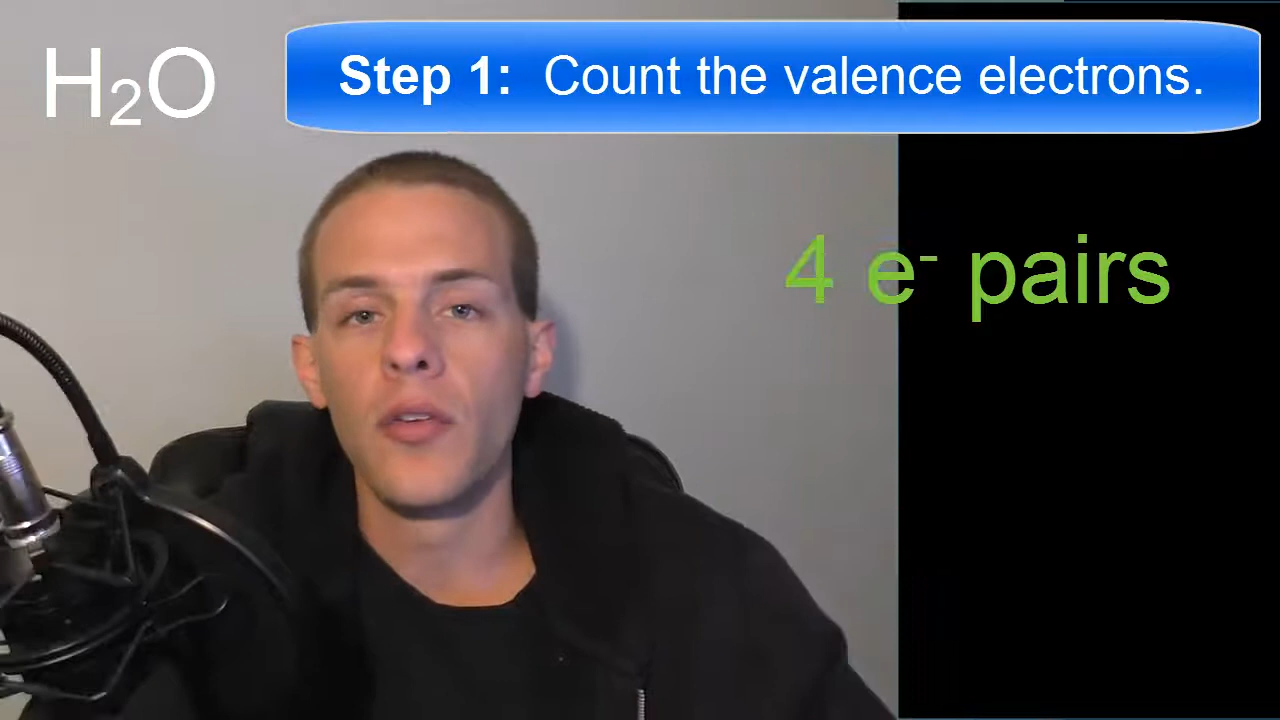 H₂O
Step 1: Count the valence electrons.
4 e⁻ pairs